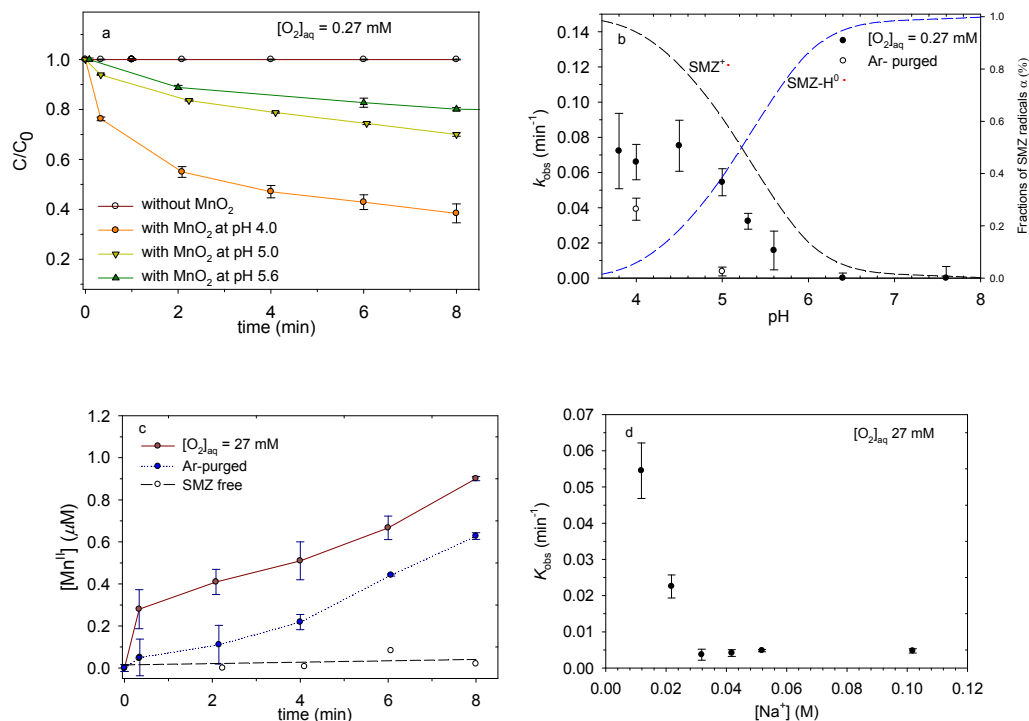 a
[O₂]aq = 0.27 mM
C/C₀
1.0
0.8
0.6
0.4
0.2
without MnO₂
with MnO₂ at pH 4.0
with MnO₂ at pH 5.0
with MnO₂ at pH 5.6
0 2 4 6 8
time (min)
b
[O₂]aq = 0.27 mM
Ar- purged
SMZ⁺·
SMZ-H⁰·
kobs (min⁻¹)
0.14
0.12
0.10
0.08
0.06
0.04
0.02
0.00
Fractions of SMZ radicals α (%)
1.0
0.8
0.6
0.4
0.2
0.0
4 5 6 7 8
pH
c
[O₂]aq = 27 mM
Ar-purged
SMZ free
[Mnᴵᴵ] (μM)
1.2
1.0
0.8
0.6
0.4
0.2
0.0
0 2 4 6 8
time (min)
d
[O₂]aq 27 mM
Kobs (min⁻¹)
0.07
0.06
0.05
0.04
0.03
0.02
0.01
0.00
0.00 0.02 0.04 0.06 0.08 0.10 0.12
[Na⁺] (M)